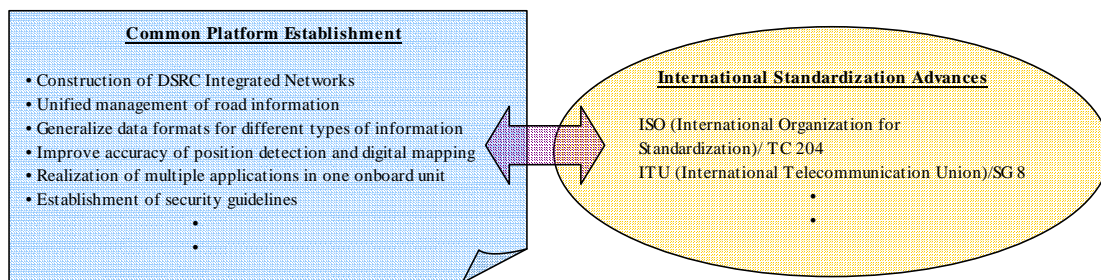 Common Platform Establishment
• Construction of DSRC Integrated Networks
• Unified management of road information
• Generalize data formats for different types of information
• Improve accuracy of position detection and digital mapping
• Realization of multiple applications in one onboard unit
• Establishment of security guidelines
•
•
International Standardization Advances
ISO (International Organization for
Standardization)/ TC 204
ITU (International Telecommunication Union)/SG 8
•
•